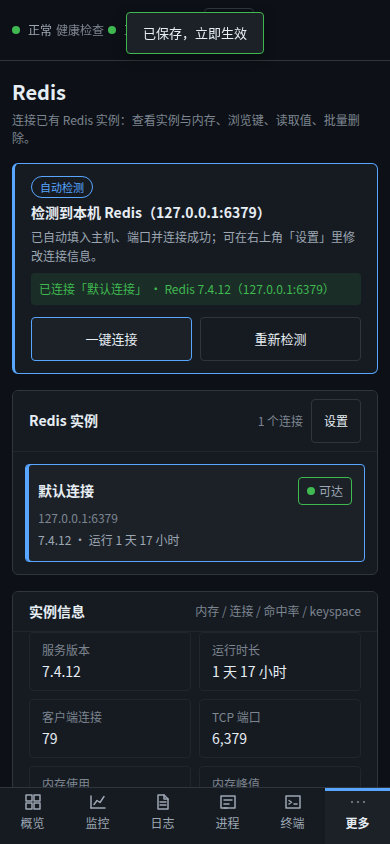 正常 健康检查
已保存，立即生效
Redis
连接已有 Redis 实例：查看实例与内存、浏览键、读取值、批量删
除。
自动检测
检测到本机 Redis（127.0.0.1:6379）
已自动填入主机、端口并连接成功；可在右上角「设置」里修
改连接信息。
已连接「默认连接」 · Redis 7.4.12（127.0.0.1:6379）
一键连接
重新检测
Redis 实例
1 个连接
设置
默认连接
可达
127.0.0.1:6379
7.4.12 · 运行 1 天 17 小时
实例信息
内存 / 连接 / 命中率 / keyspace
服务版本
运行时长
7.4.12
1 天 17 小时
客户端连接
TCP 端口
79
6,379
内存使用
内存峰值
概览
监控
日志
进程
终端
更多